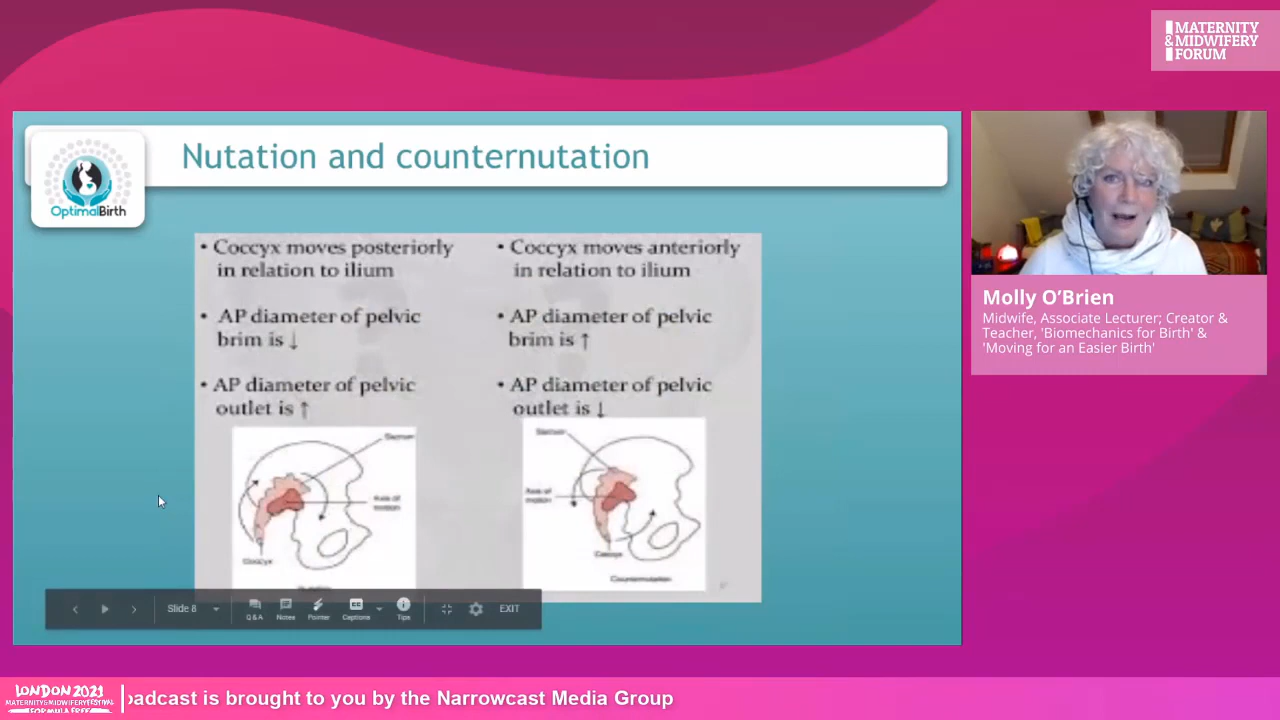 MATERNITY
& MIDWIFERY
FORUM
Nutation and counternutation
OptimalBirth
• Coccyx moves posteriorly
in relation to ilium
• AP diameter of pelvic
brim is ↓
• AP diameter of pelvic
outlet is ↑
Sacrum
Axis of
motion
Coccyx
• Coccyx moves anteriorly
in relation to ilium
• AP diameter of pelvic
brim is ↑
• AP diameter of pelvic
outlet is ↓
Sacrum
Axis of
motion
Coccyx
Counternutation
Slide 8
Q&A
Notes
Pointer
Captions
Tips
EXIT
Molly O’Brien
Midwife, Associate Lecturer; Creator &
Teacher, 'Biomechanics for Birth' &
'Moving for an Easier Birth'
LONDON 2021
MATERNITY&MIDWIFERYFESTIVAL
FORMULA FREE
adcast is brought to you by the Narrowcast Media Group